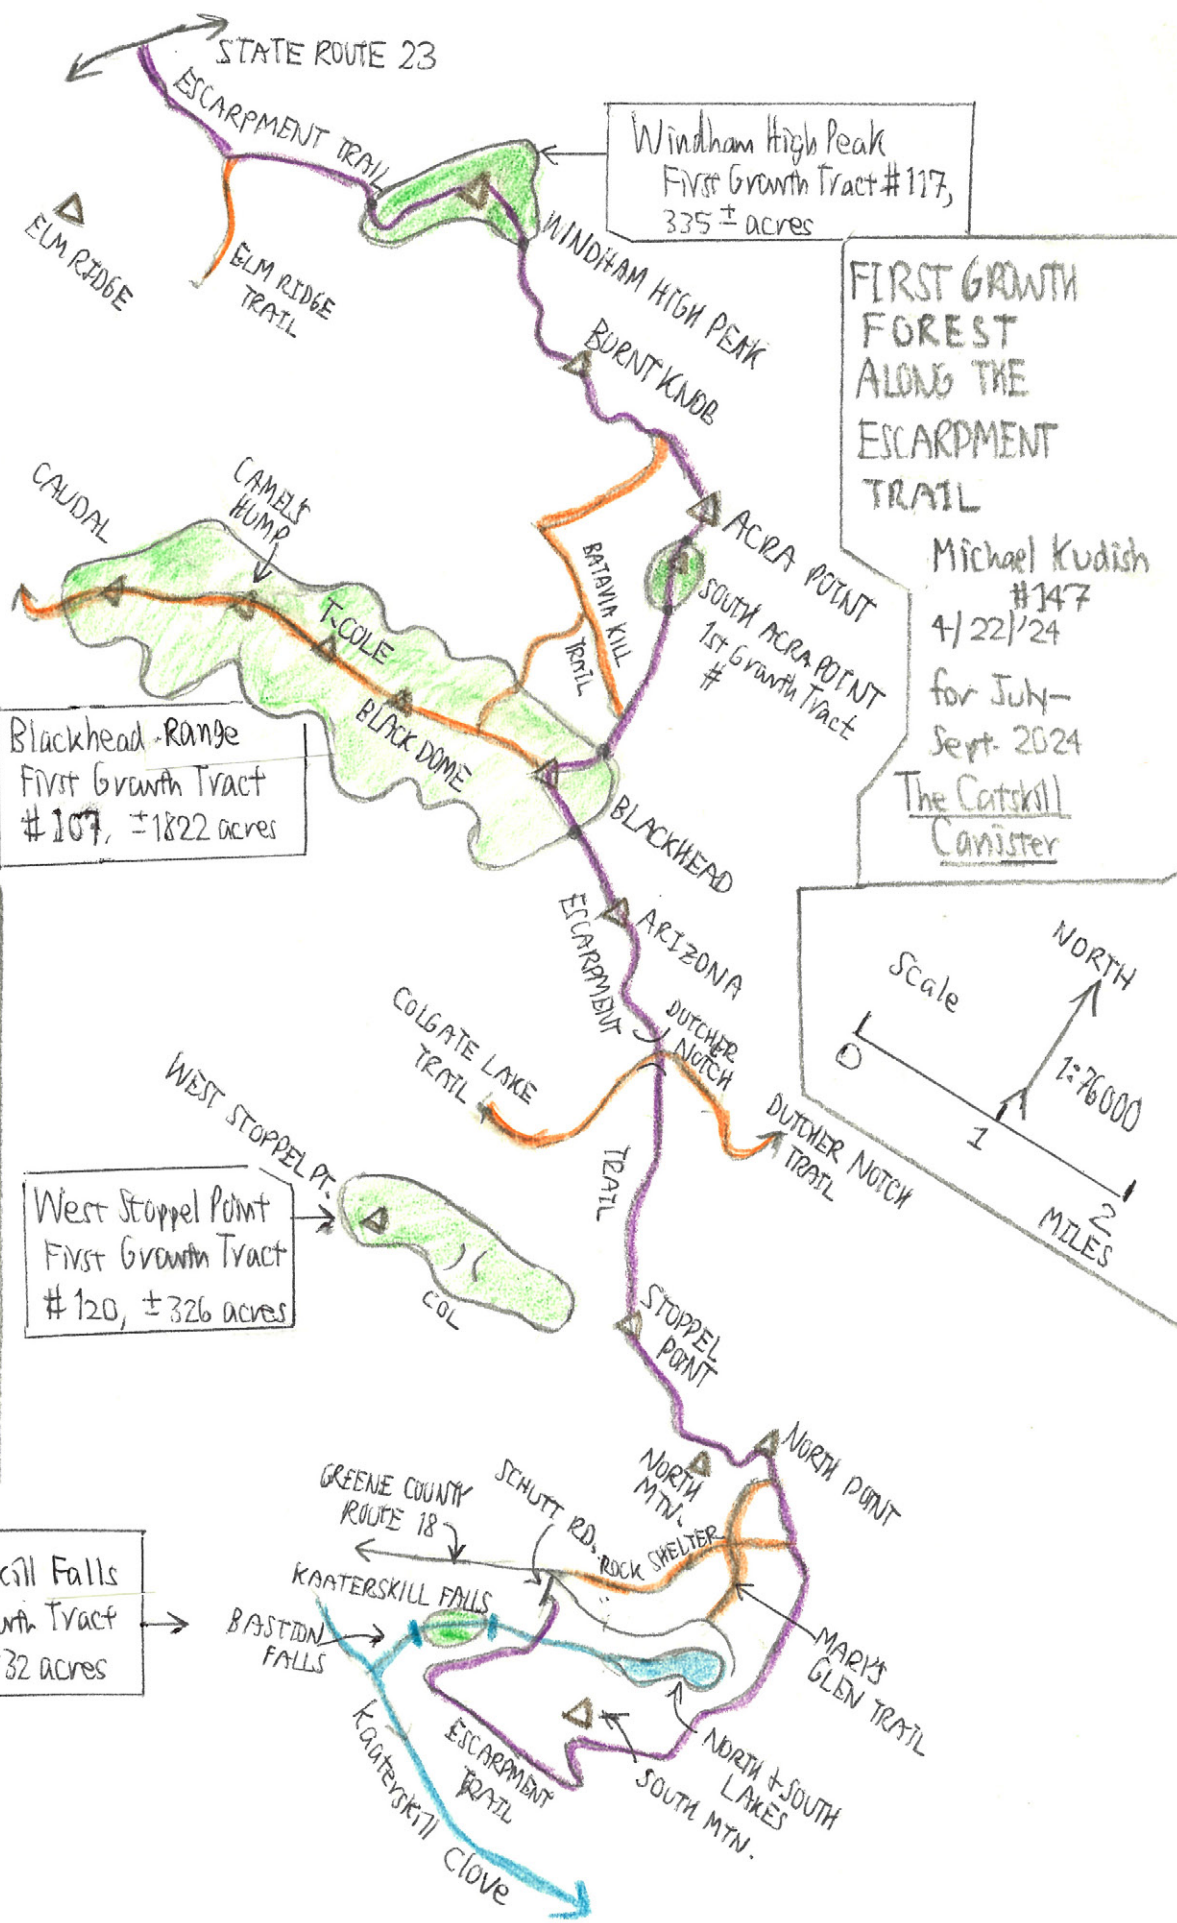 STATE ROUTE 23
ESCARPMENT TRAIL
Windham High Peak
First Growth Tract #117,
335 ± acres
ELM RIDGE
ELM RIDGE
TRAIL
WINDHAM HIGH PEAK
BURNT KNOB
FIRST GROWTH
FOREST
ALONG THE
ESCARPMENT
TRAIL
Michael Kudish
#147
4/22/'24
for July-
Sept. 2024
The Catskill
Canister
CAUDAL
CAMELS
HUMP
T. COLE
BLACK DOME
BATAVIA KILL
TRAIL
ACRA POINT
SOUTH ACRA POINT
1st Growth Tract
#
Blackhead Range
First Growth Tract
#107, ±1822 acres
BLACKHEAD
ARIZONA
ESCARPMENT
TRAIL
Scale
NORTH
1:76000
0
1
2
MILES
COLGATE LAKE
TRAIL
DUTCHER
NOTCH
DUTCHER NOTCH
TRAIL
WEST STOPPEL PT.
West Stoppel Point
First Growth Tract
#120, ±326 acres
COL
STOPPEL
POINT
NORTH
MTN.
NORTH POINT
GREENE COUNTY
ROUTE 18
SCHUTT RD.
ROCK SHELTER
KAATERSKILL FALLS
BASTION
FALLS
kill Falls
wth Tract
32 acres
MARY'S
GLEN TRAIL
NORTH + SOUTH
LAKES
SOUTH MTN.
ESCARPMENT
TRAIL
Kaaterskill Clove